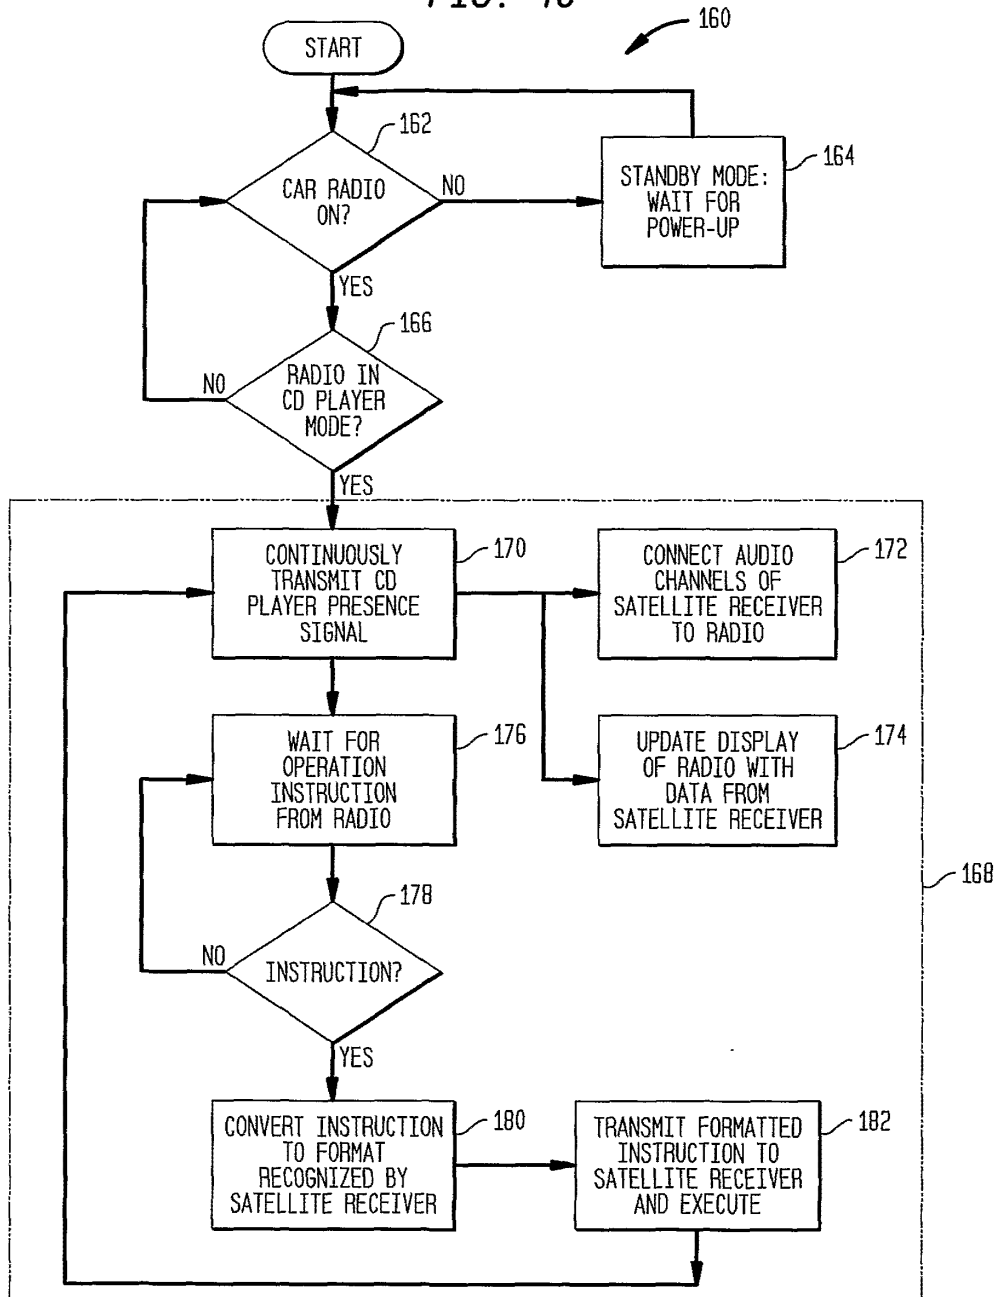 160
START
162
CAR RADIO
ON?
NO
STANDBY MODE:
WAIT FOR
POWER-UP
164
YES
166
RADIO IN
CD PLAYER
MODE?
NO
YES
CONTINUOUSLY
TRANSMIT CD
PLAYER PRESENCE
SIGNAL
170
CONNECT AUDIO
CHANNELS OF
SATELLITE RECEIVER
TO RADIO
172
WAIT FOR
OPERATION
INSTRUCTION
FROM RADIO
176
UPDATE DISPLAY
OF RADIO WITH
DATA FROM
SATELLITE RECEIVER
174
168
178
INSTRUCTION?
NO
YES
CONVERT INSTRUCTION
TO FORMAT
RECOGNIZED BY
SATELLITE RECEIVER
180
TRANSMIT FORMATTED
INSTRUCTION TO
SATELLITE RECEIVER
AND EXECUTE
182